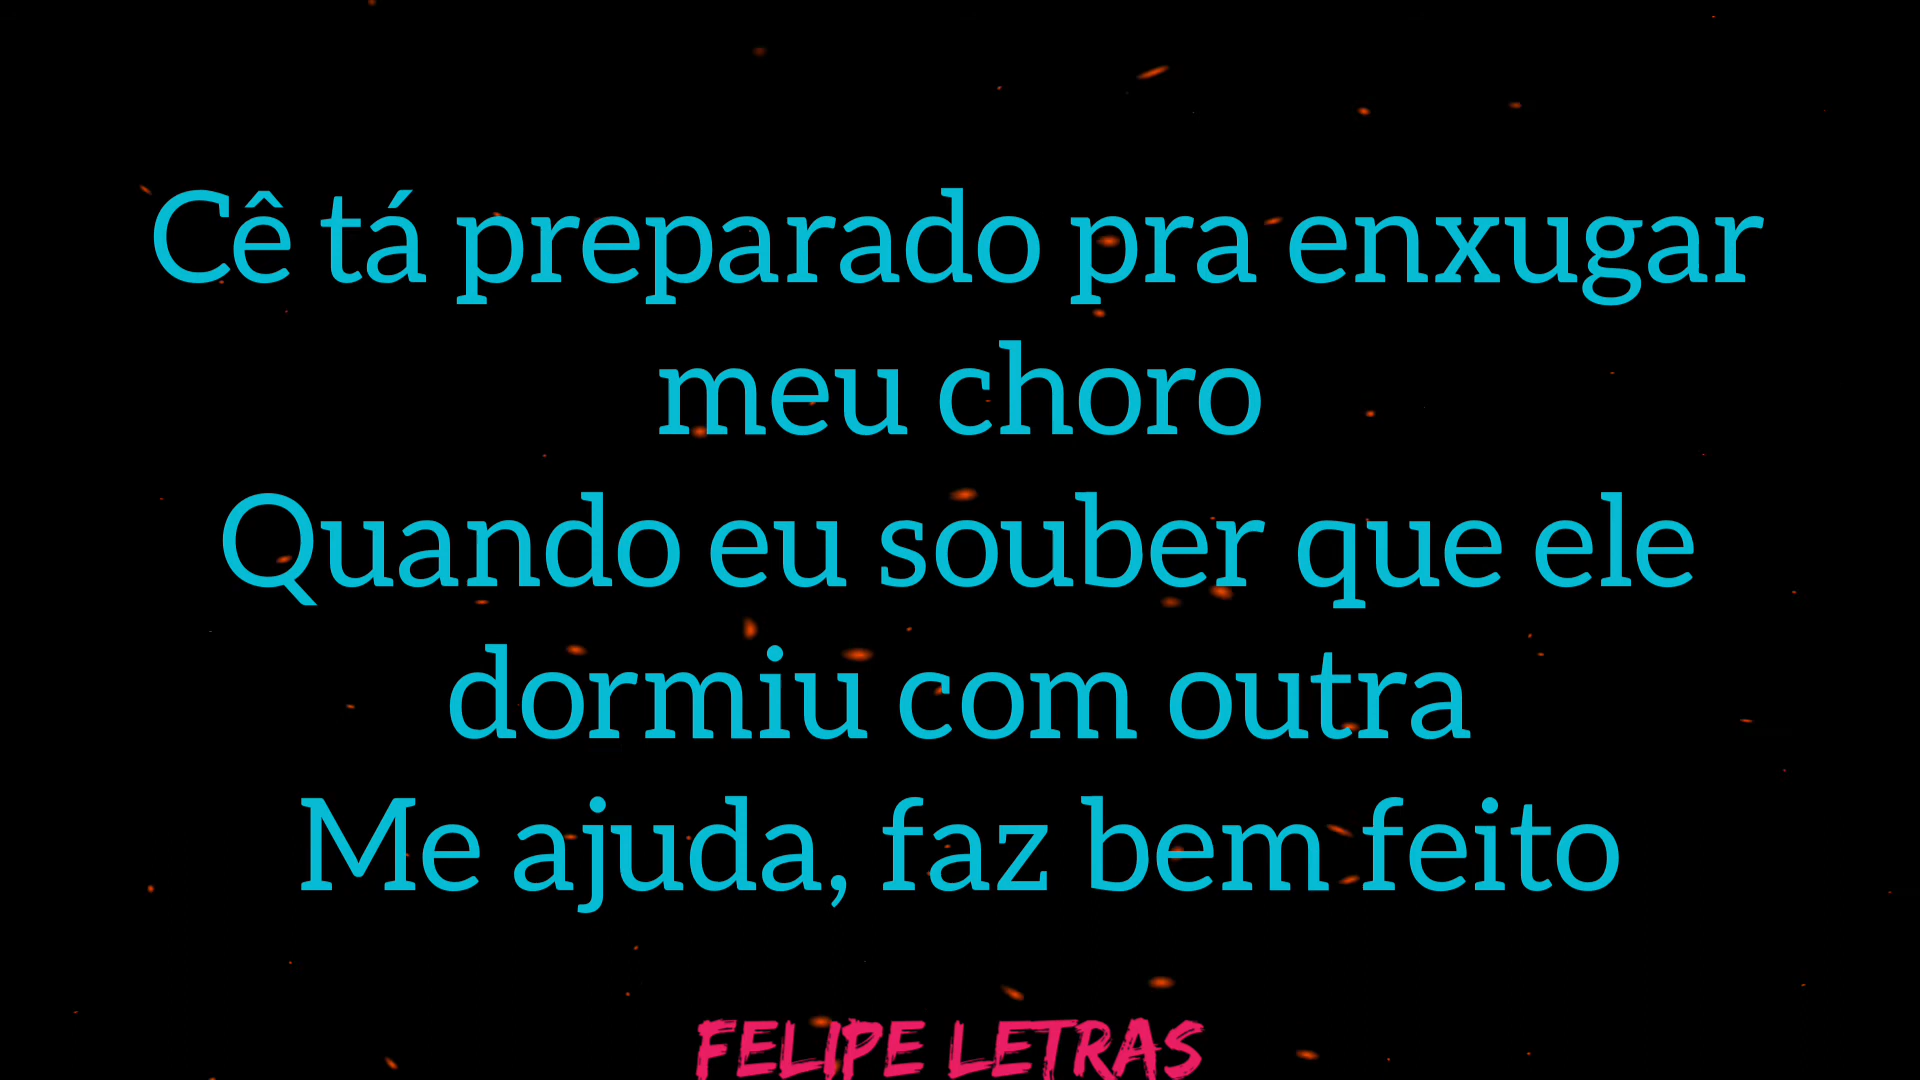 Cê tá preparado pra enxugar
meu choro
Quando eu souber que ele
dormiu com outra
Me ajuda, faz bem feito
FELIPE LETRAS